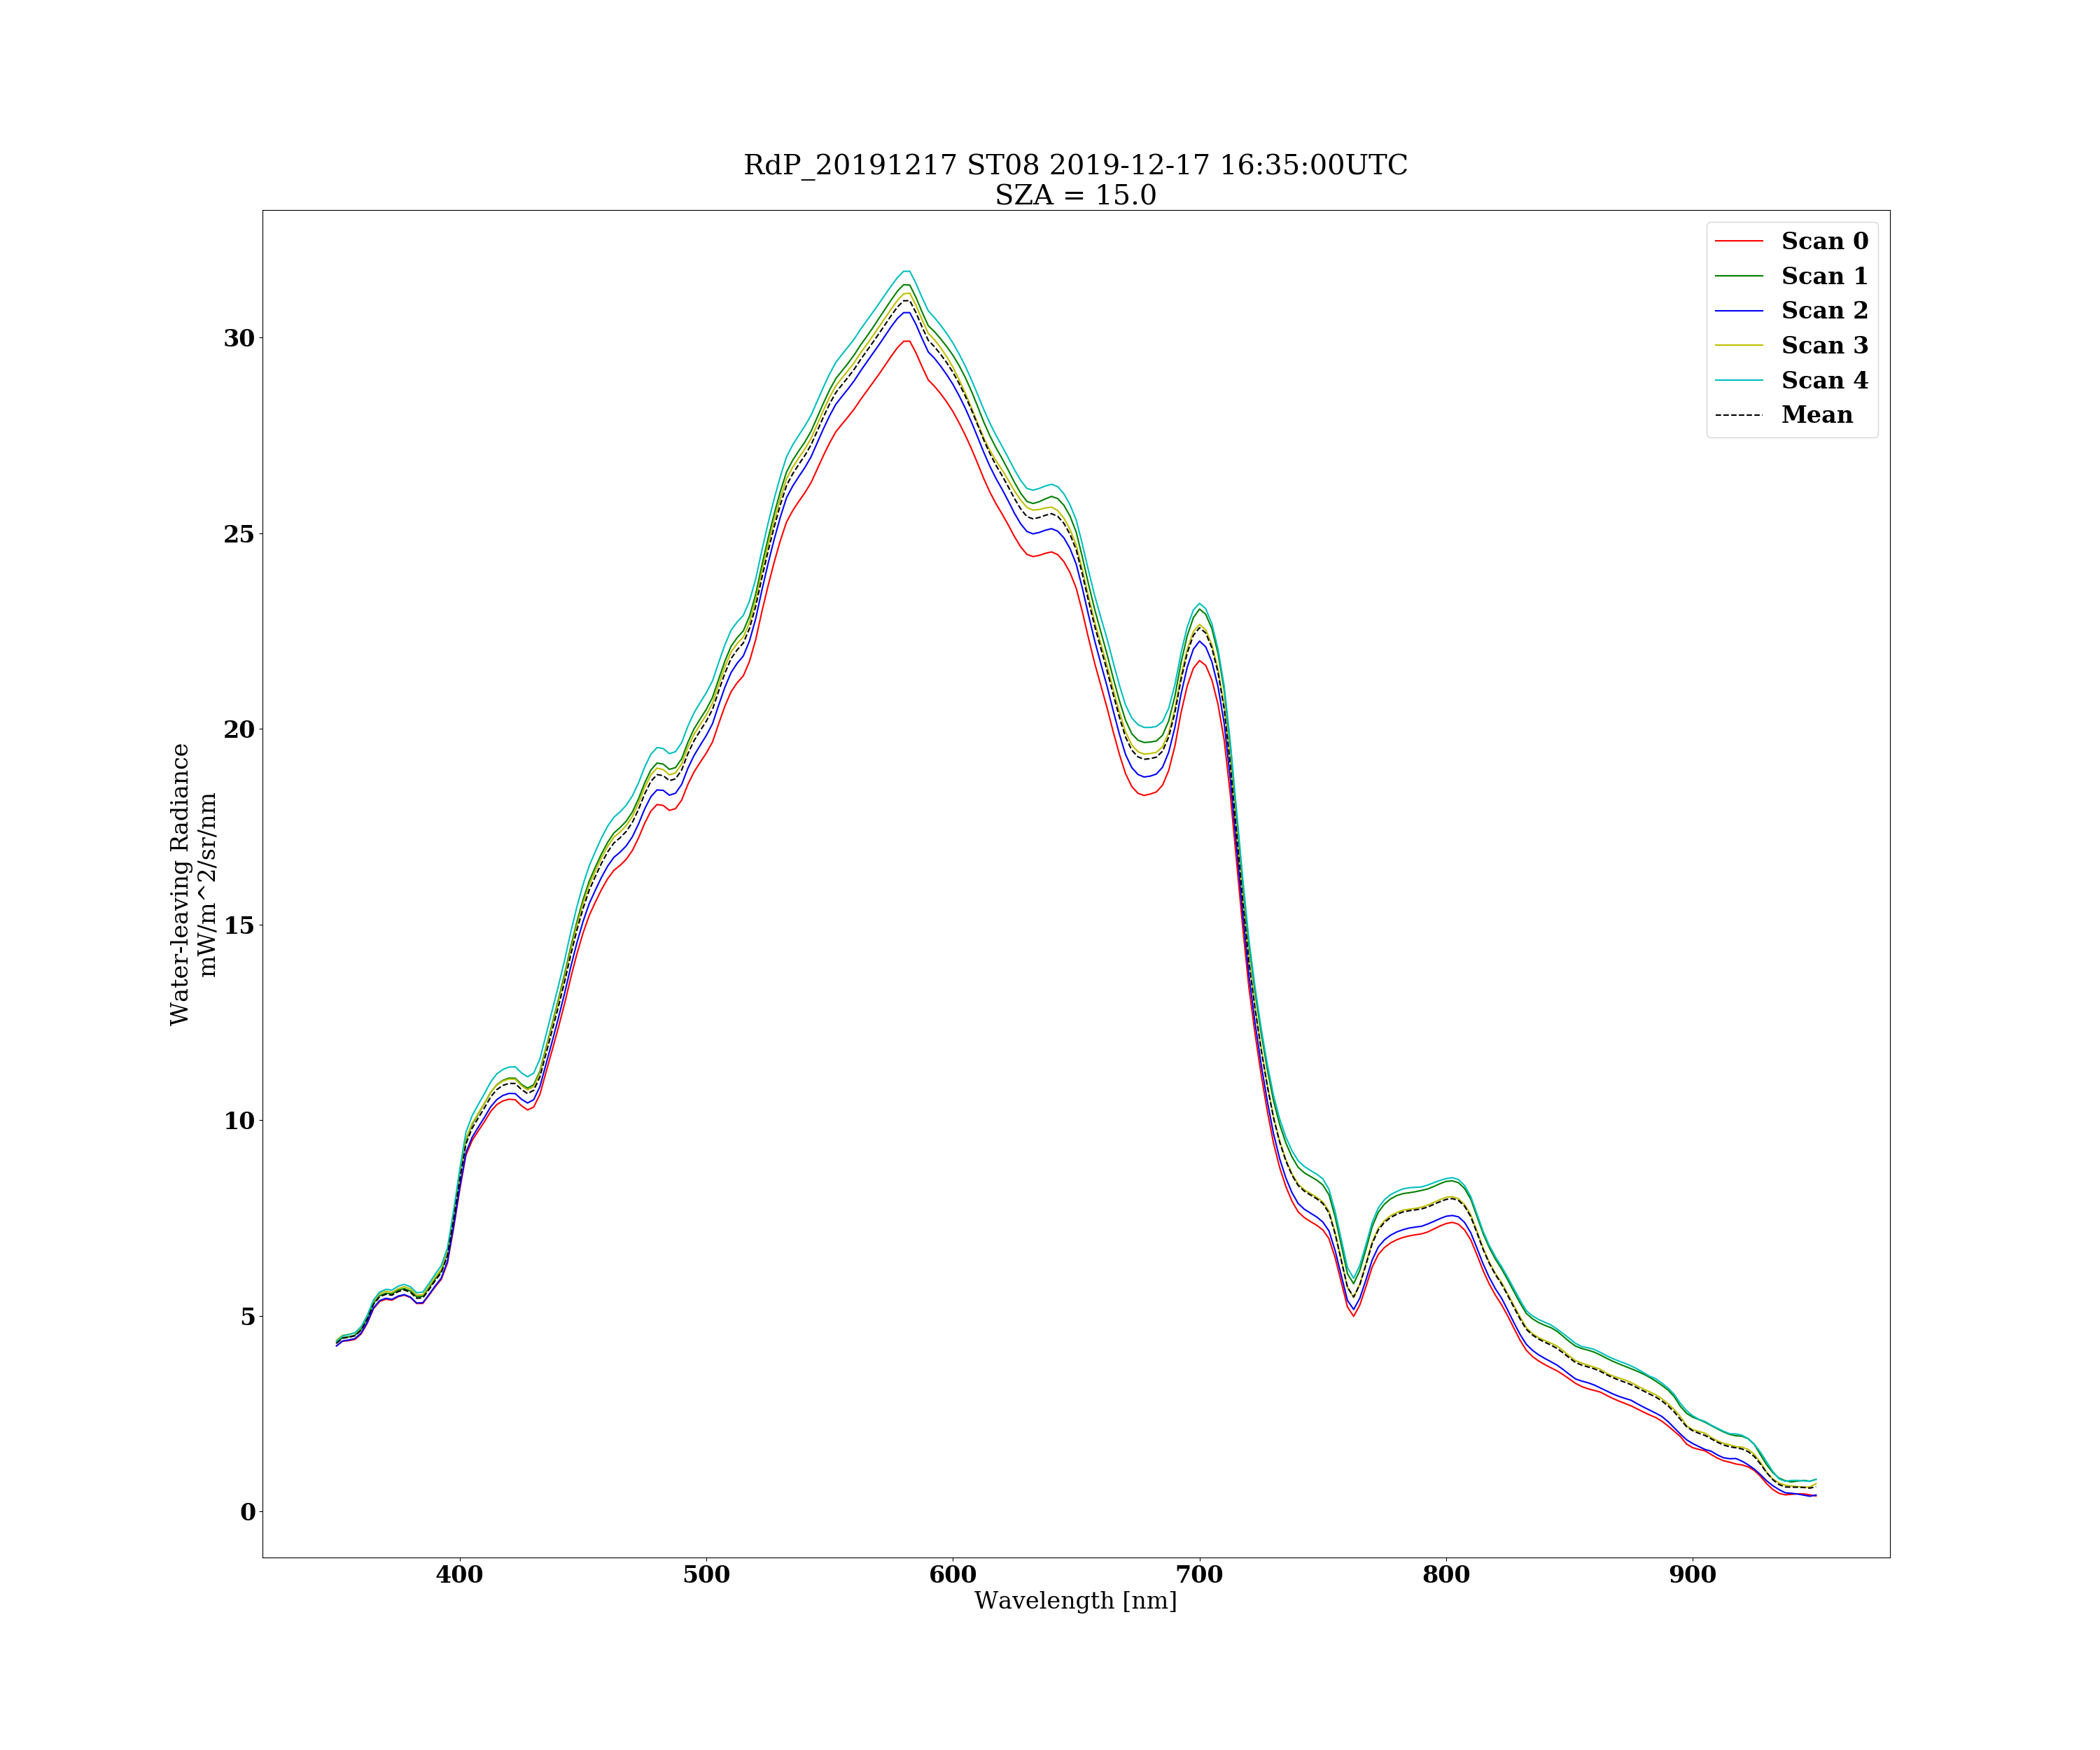 RdP_20191217 ST08 2019-12-17 16:35:00UTC
SZA = 15.0
Scan 0
Scan 1
Scan 2
Scan 3
Scan 4
Mean
Water-leaving Radiance
mW/m^2/sr/nm
30
25
20
15
10
5
0
400 500 600 700 800 900
Wavelength [nm]